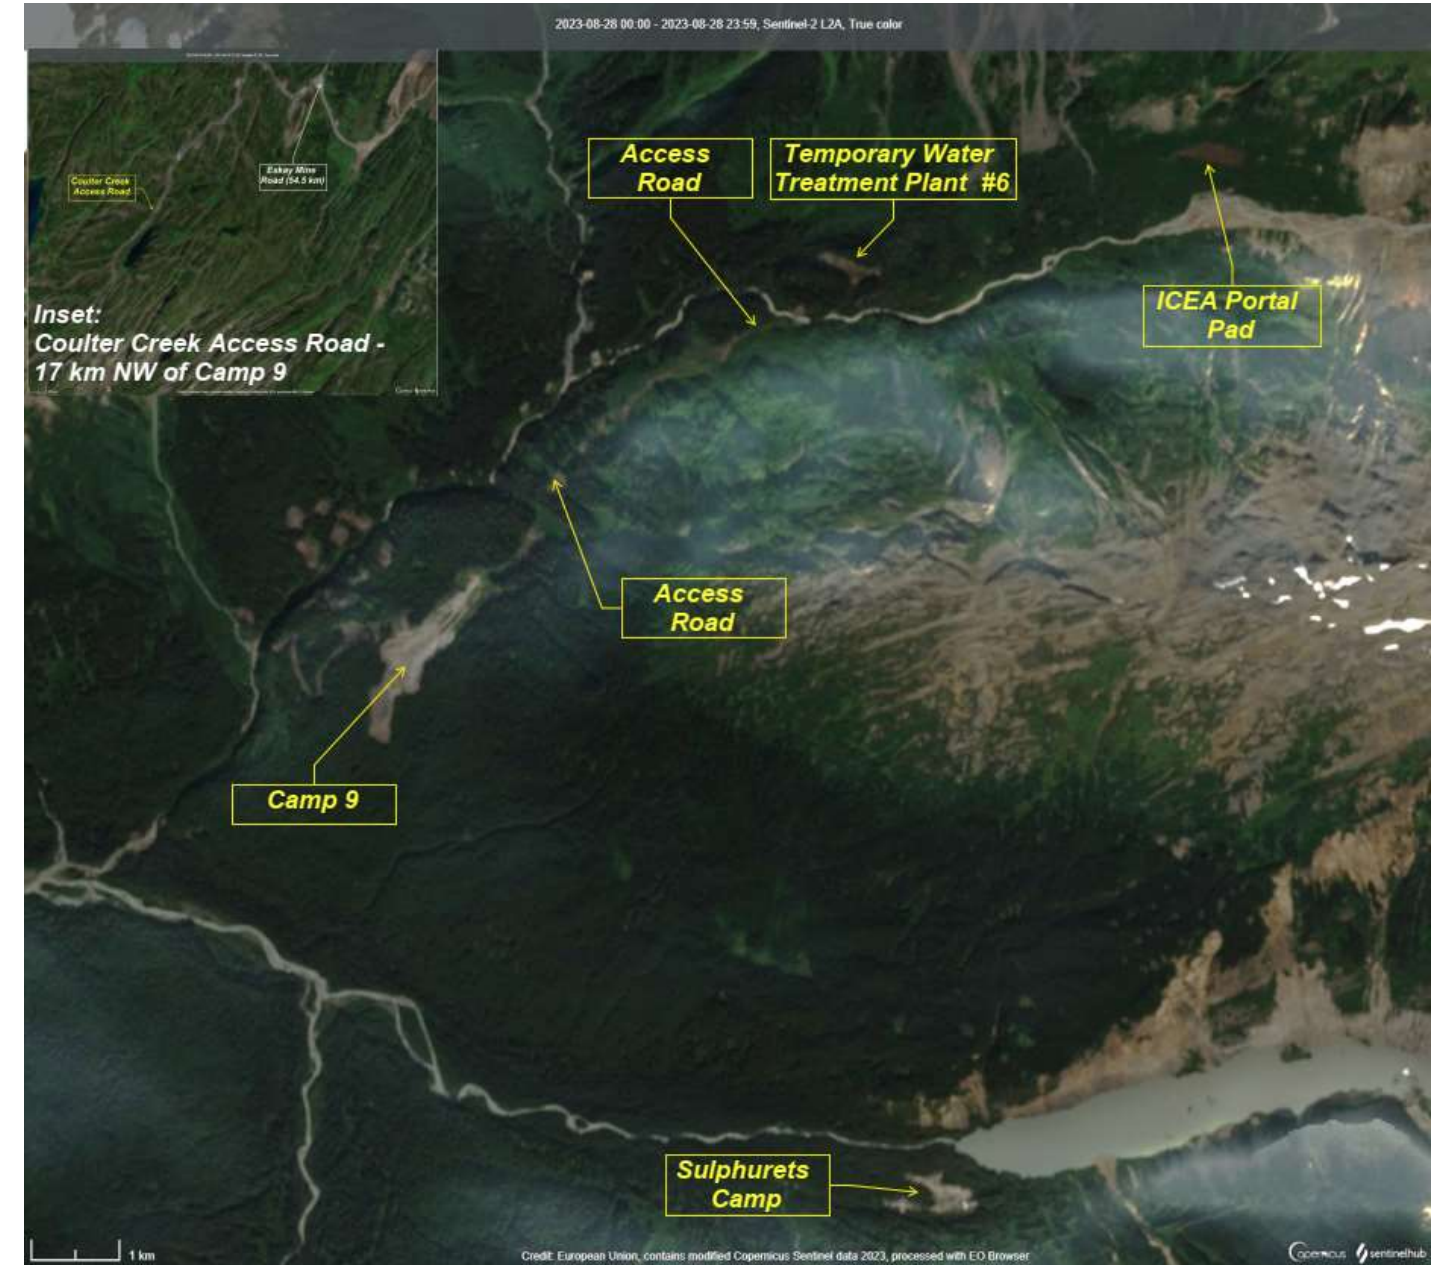 2023-08-28 00:00 - 2023-08-28 23:59, Sentinel-2 L2A, True color
Access
Road
Temporary Water
Treatment Plant #6
Eskay Mine
Road (54.5 km)
Coulter Creek
Access Road
ICEA Portal
Pad
Inset:
Coulter Creek Access Road -
17 km NW of Camp 9
Access
Road
Camp 9
Sulphurets
Camp
1 km
Credit: European Union, contains modified Copernicus Sentinel data 2023, processed with EO Browser
Copernicus sentinelhub